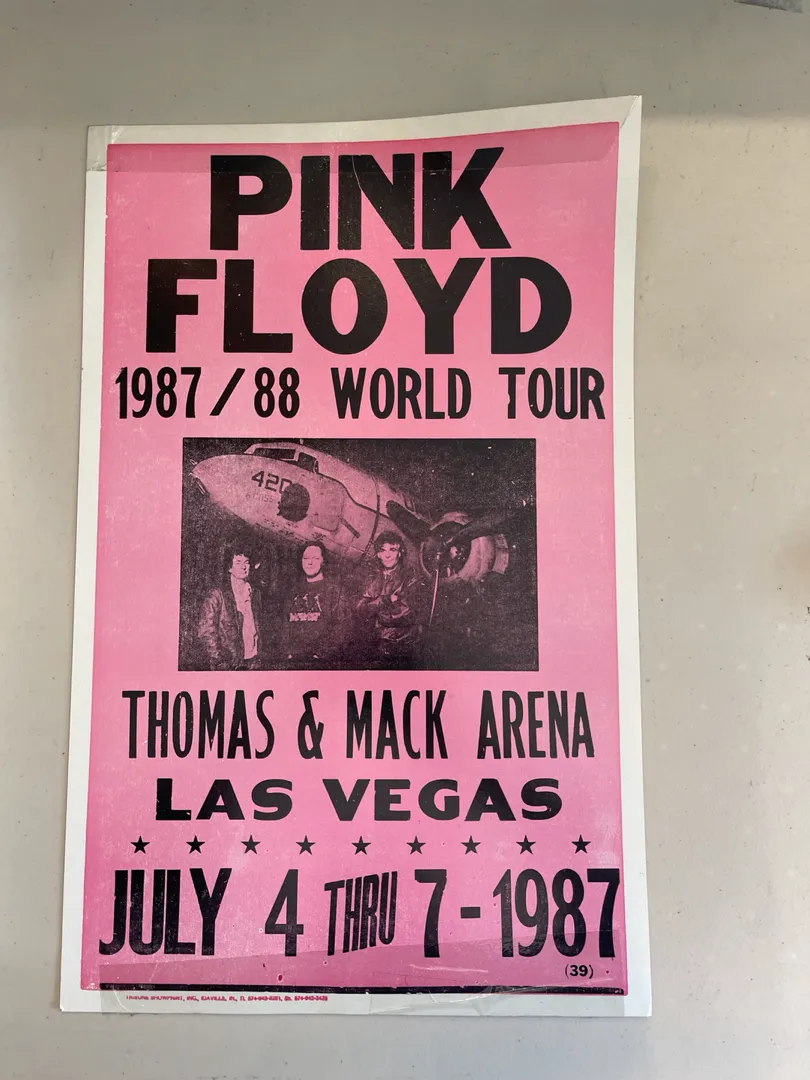 PINK
FLOYD
1987/88 WORLD TOUR
420
THOMAS & MACK ARENA
LAS VEGAS
JULY 4 THRU 7-1987
(39)